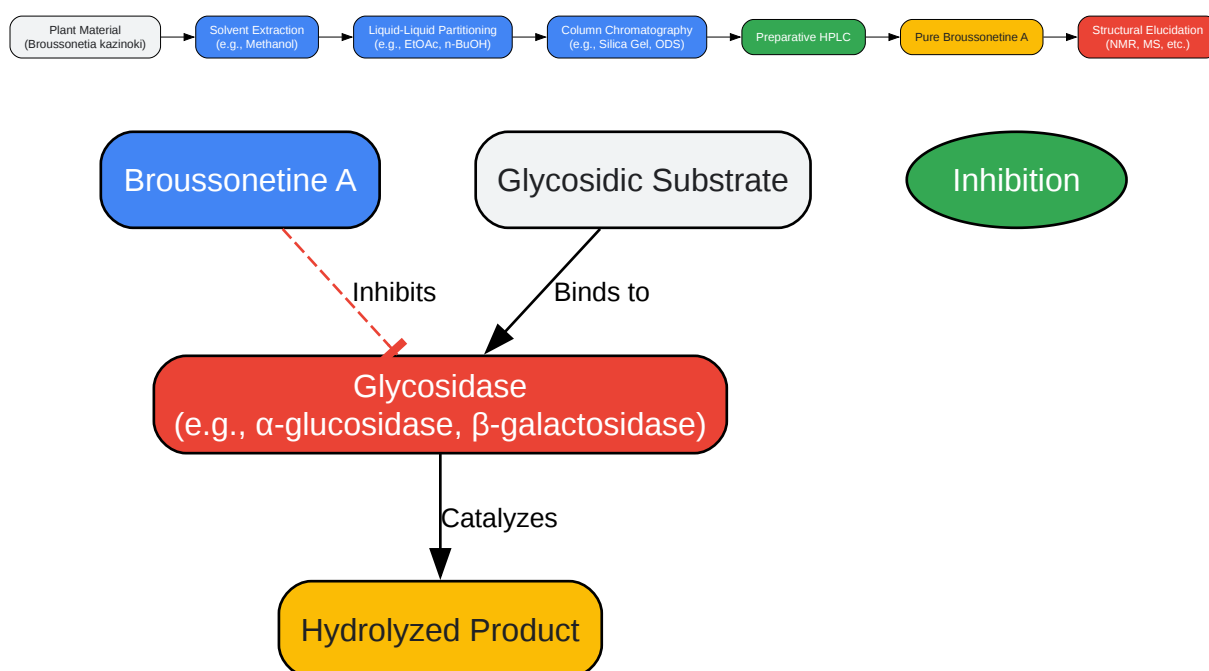 Plant Material
(Broussonetia kazinoki)
Solvent Extraction
(e.g., Methanol)
Liquid-Liquid Partitioning
(e.g., EtOAc, n-BuOH)
Column Chromatography
(e.g., Silica Gel, ODS)
Preparative HPLC
Pure Broussonetine A
Structural Elucidation
(NMR, MS, etc.)
Broussonetine A
Glycosidic Substrate
Inhibition
Inhibits
Binds to
Glycosidase
(e.g., α-glucosidase, β-galactosidase)
Catalyzes
Hydrolyzed Product